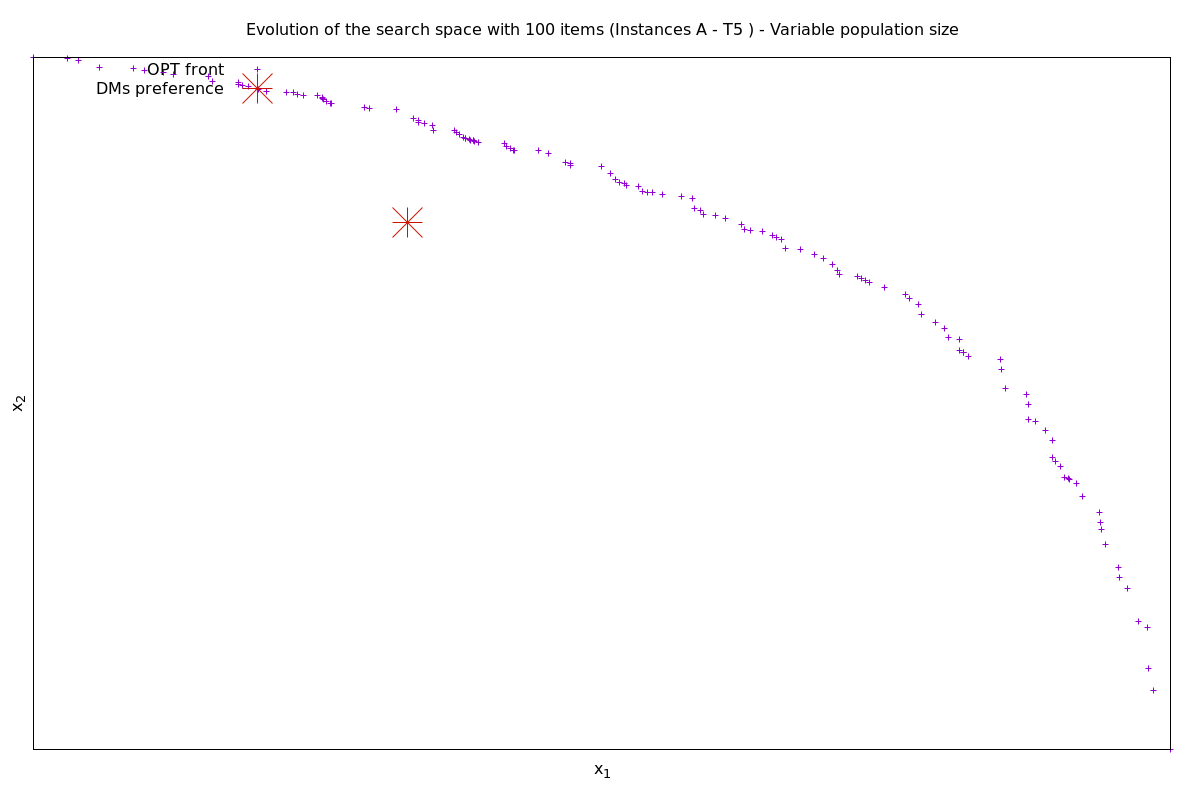 Evolution of the search space with 100 items (Instances A - T5 ) - Variable population size
OPT front
DMs preference
x2
x1